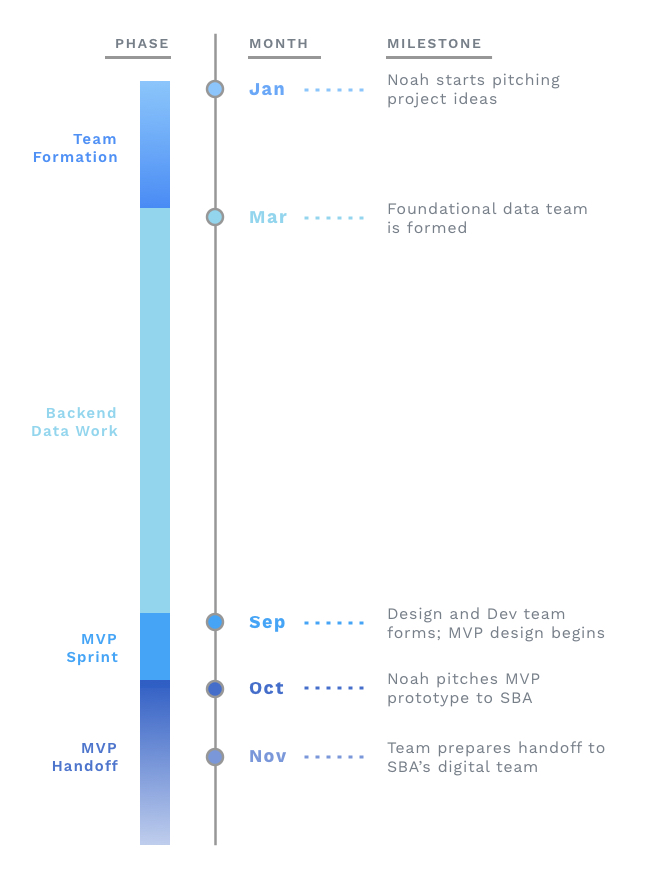 PHASE
MONTH
MILESTONE
Jan
Noah starts pitching
project ideas
Team
Formation
Mar
Foundational data team
is formed
Backend
Data Work
Sep
Design and Dev team
forms; MVP design begins
MVP
Sprint
Oct
Noah pitches MVP
prototype to SBA
MVP
Handoff
Nov
Team prepares handoff to
SBA’s digital team